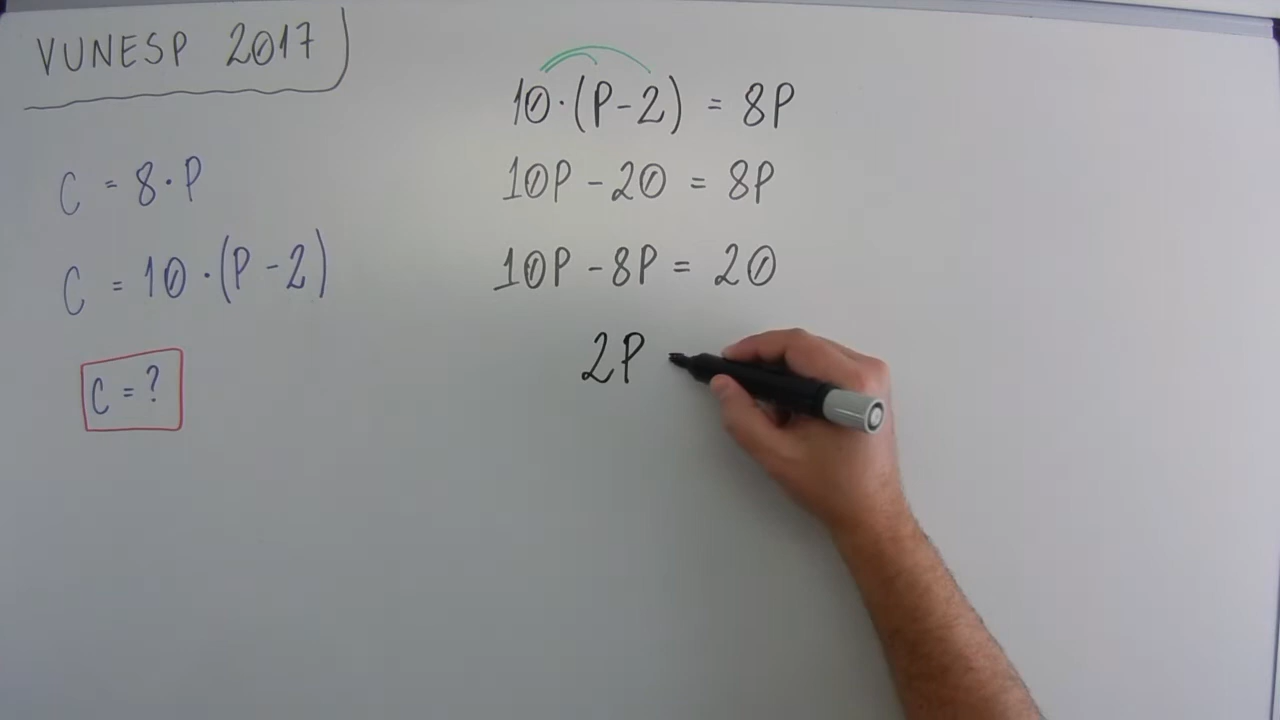 VUNESP 2017
C = 8 · P
C = 10 · (P - 2)
C = ?
10 · (P - 2) = 8P
10P - 20 = 8P
10P - 8P = 20
2P